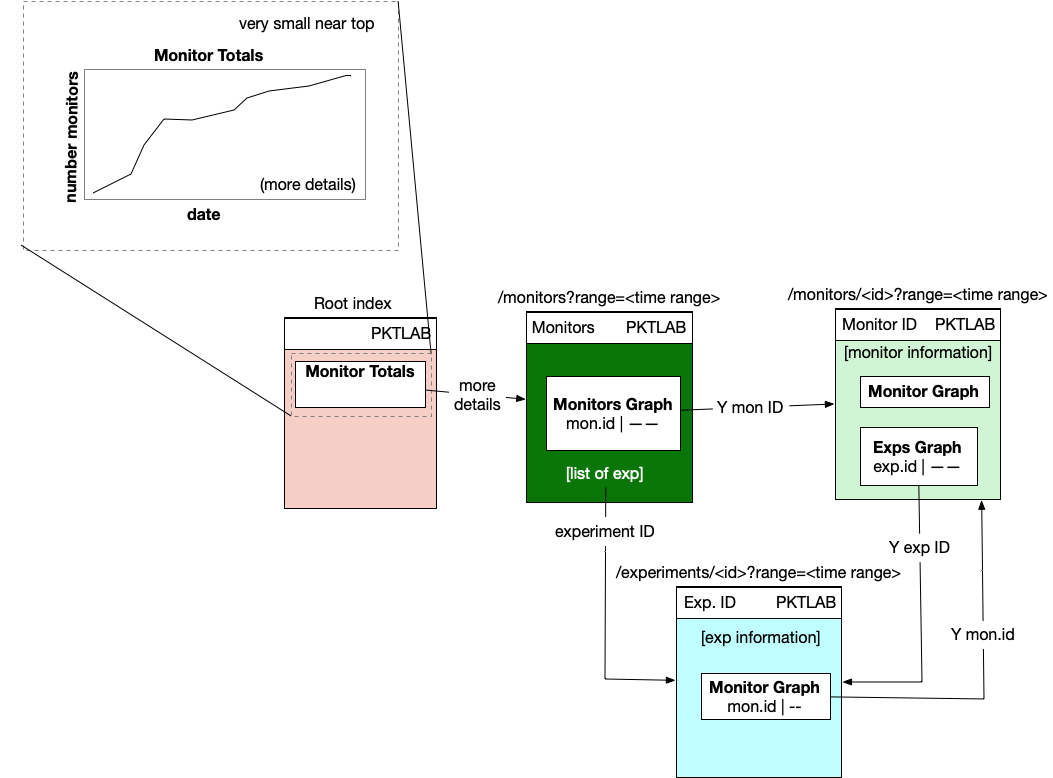 very small near top
Monitor Totals
number monitors
(more details)
date
Root index
PKTLAB
Monitor Totals
more
details
/monitors?range=<time range>
Monitors PKTLAB
Monitors Graph
mon.id | — —
[list of exp]
Y mon ID
/monitors/<id>?range=<time range>
Monitor ID PKTLAB
[monitor information]
Monitor Graph
Exps Graph
exp.id | — —
experiment ID
Y exp ID
/experiments/<id>?range=<time range>
Exp. ID PKTLAB
[exp information]
Y mon.id
Monitor Graph
mon.id | --